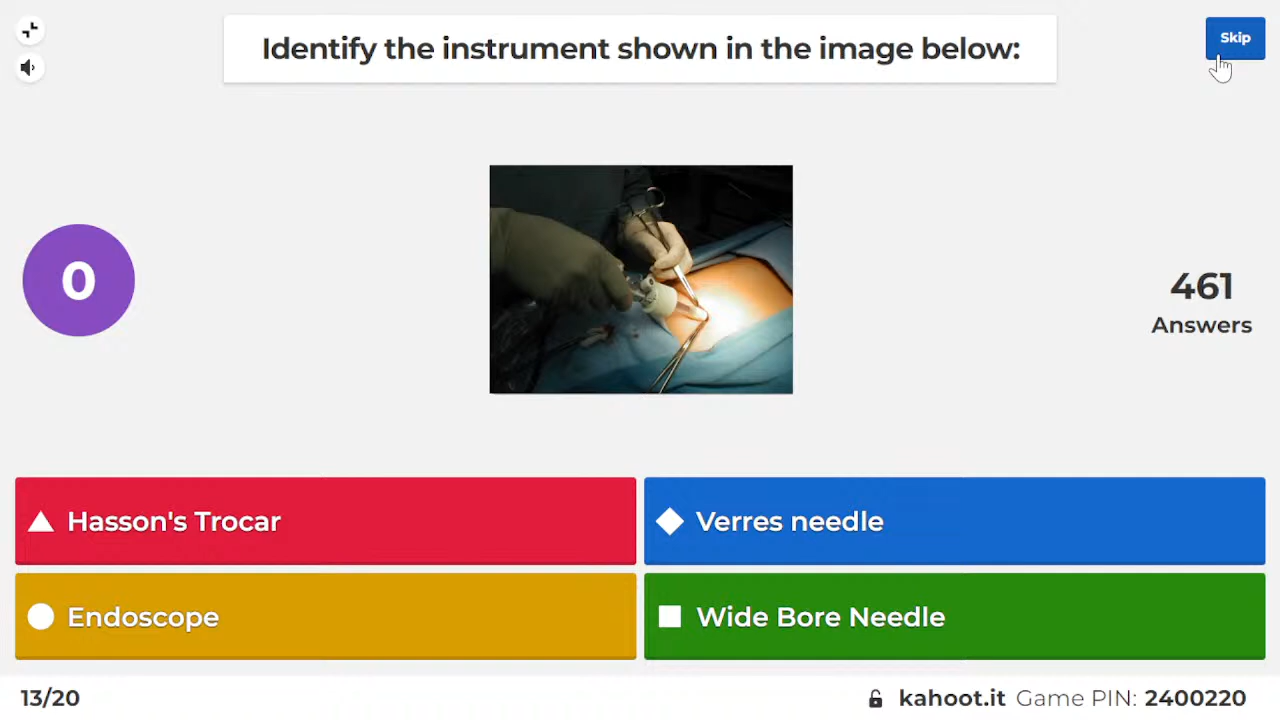 Identify the instrument shown in the image below:
Skip
0
461
Answers
Hasson's Trocar
Verres needle
Endoscope
Wide Bore Needle
13/20
kahoot.it Game PIN: 2400220